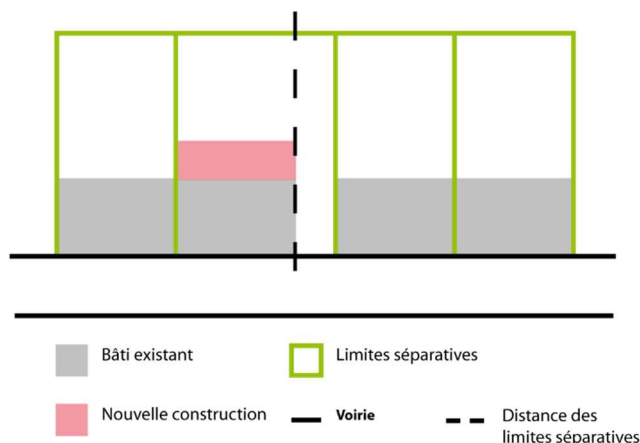 Bâti existant
Limites séparatives
Nouvelle construction
Voirie
Distance des
limites séparatives